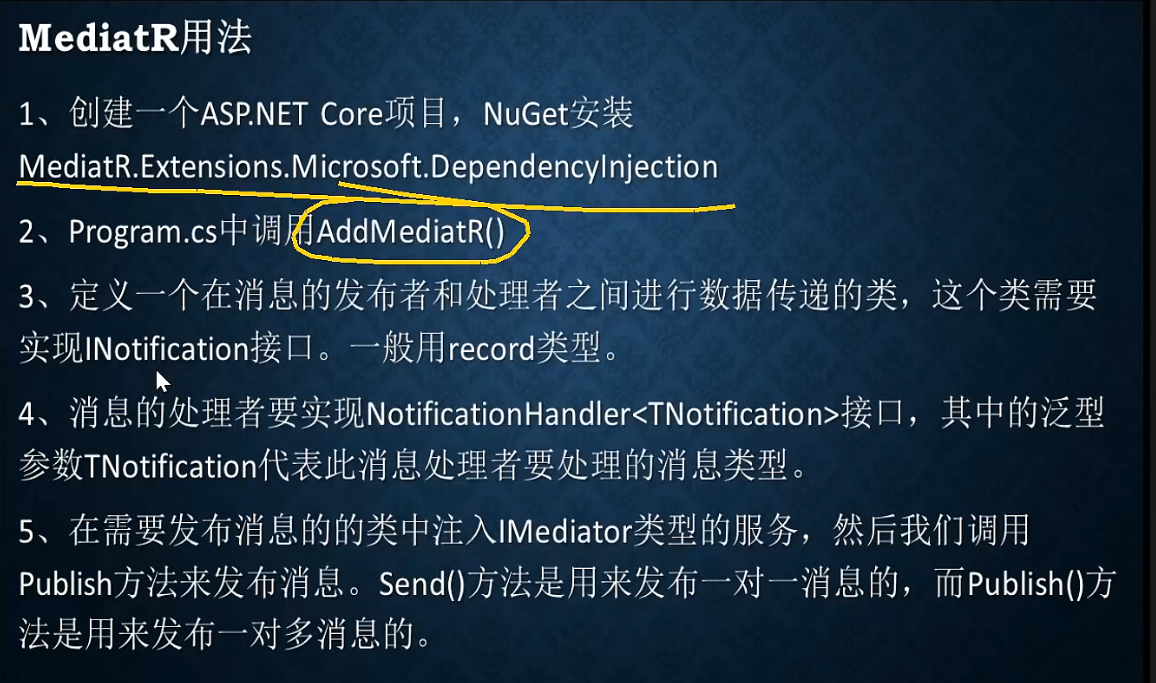 MediatR用法
1、创建一个ASP.NET Core项目，NuGet安装
MediatR.Extensions.Microsoft.DependencyInjection
2、Program.cs中调用AddMediatR()
3、定义一个在消息的发布者和处理者之间进行数据传递的类，这个类需要
实现INotification接口。一般用record类型。
4、消息的处理者要实现NotificationHandler<TNotification>接口，其中的泛型
参数TNotification代表此消息处理者要处理的消息类型。
5、在需要发布消息的的类中注入IMediator类型的服务，然后我们调用
Publish方法来发布消息。Send()方法是用来发布一对一消息的，而Publish()方
法是用来发布一对多消息的。